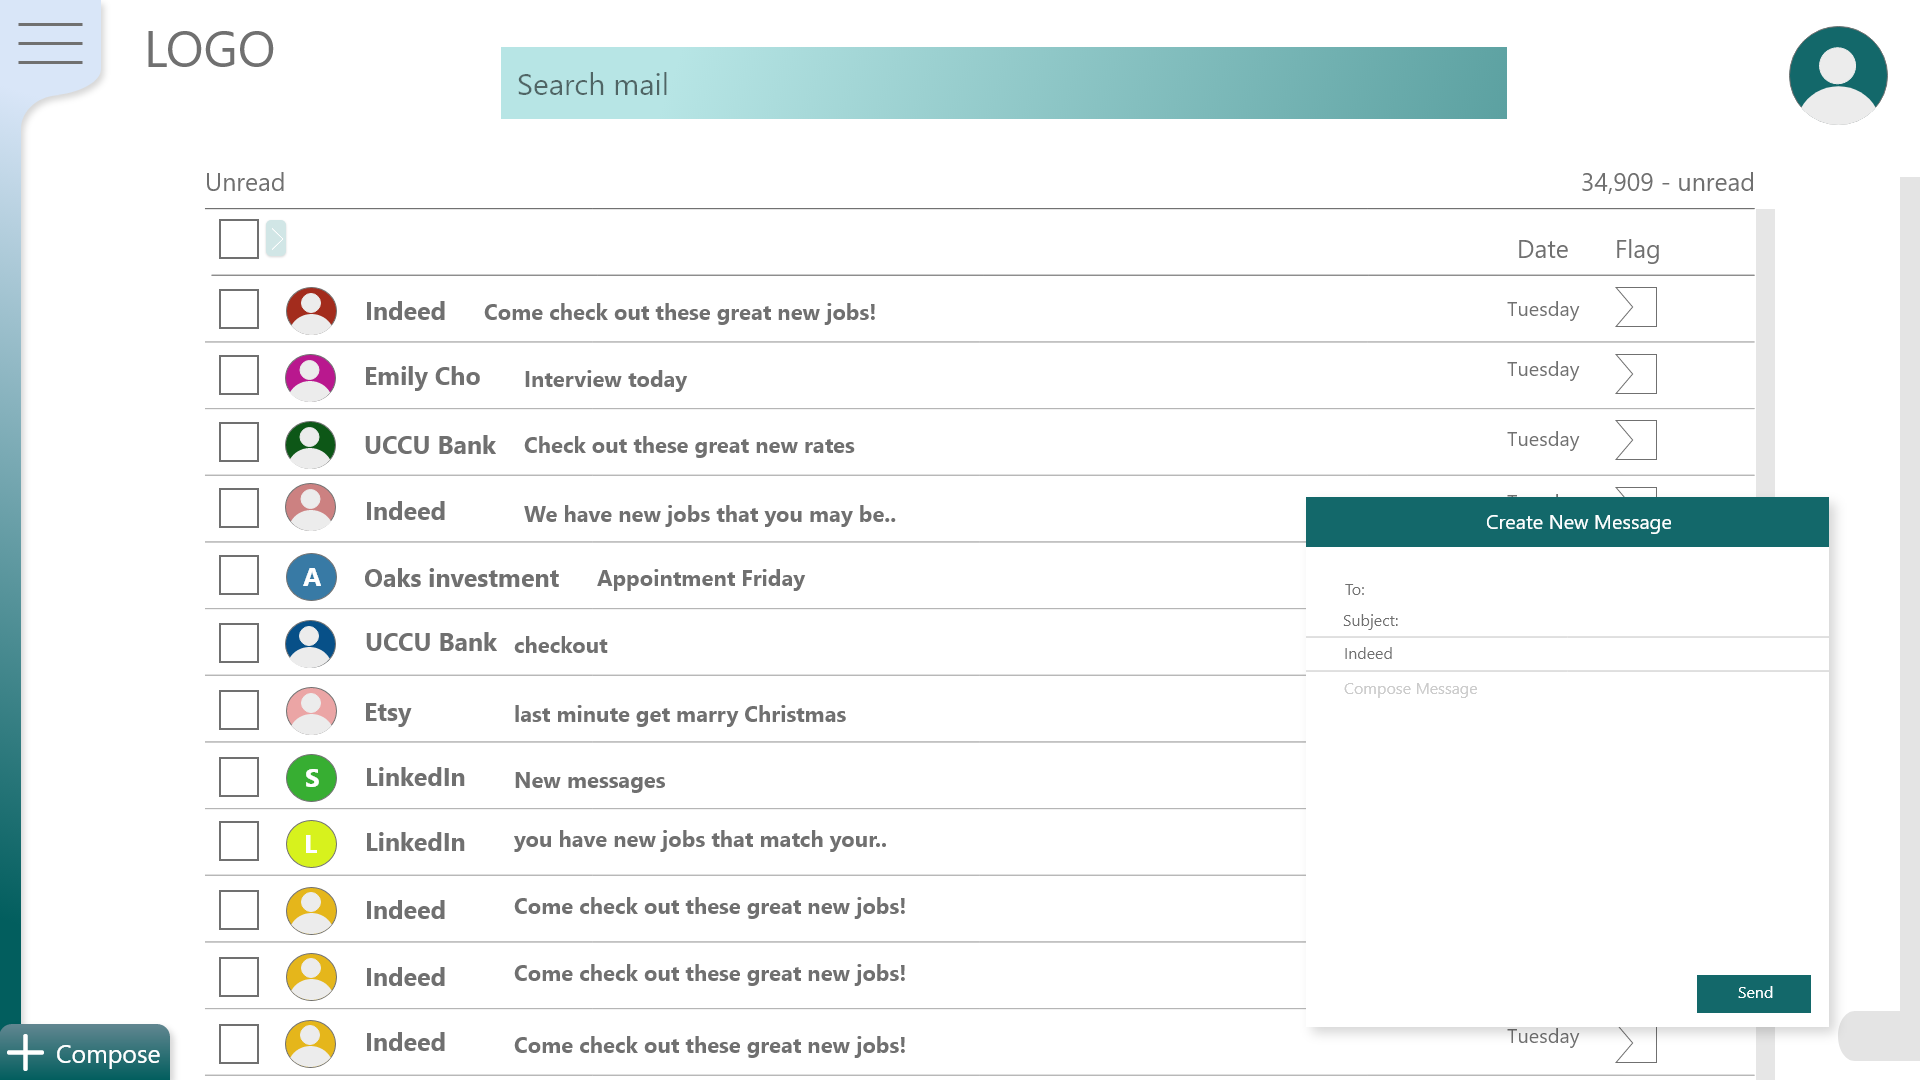 LOGO
Search mail
Unread
34,909 - unread
Date Flag
Indeed Come check out these great new jobs! Tuesday
Emily Cho Interview today Tuesday
UCCU Bank Check out these great new rates Tuesday
Indeed We have new jobs that you may be..
Oaks investment Appointment Friday
A
UCCU Bank checkout
Etsy last minute get marry Christmas
S LinkedIn New messages
L LinkedIn you have new jobs that match your..
Indeed Come check out these great new jobs!
Indeed Come check out these great new jobs!
Indeed Come check out these great new jobs! Tuesday
Create New Message
To:
Subject:
Indeed
Compose Message
Send
Compose